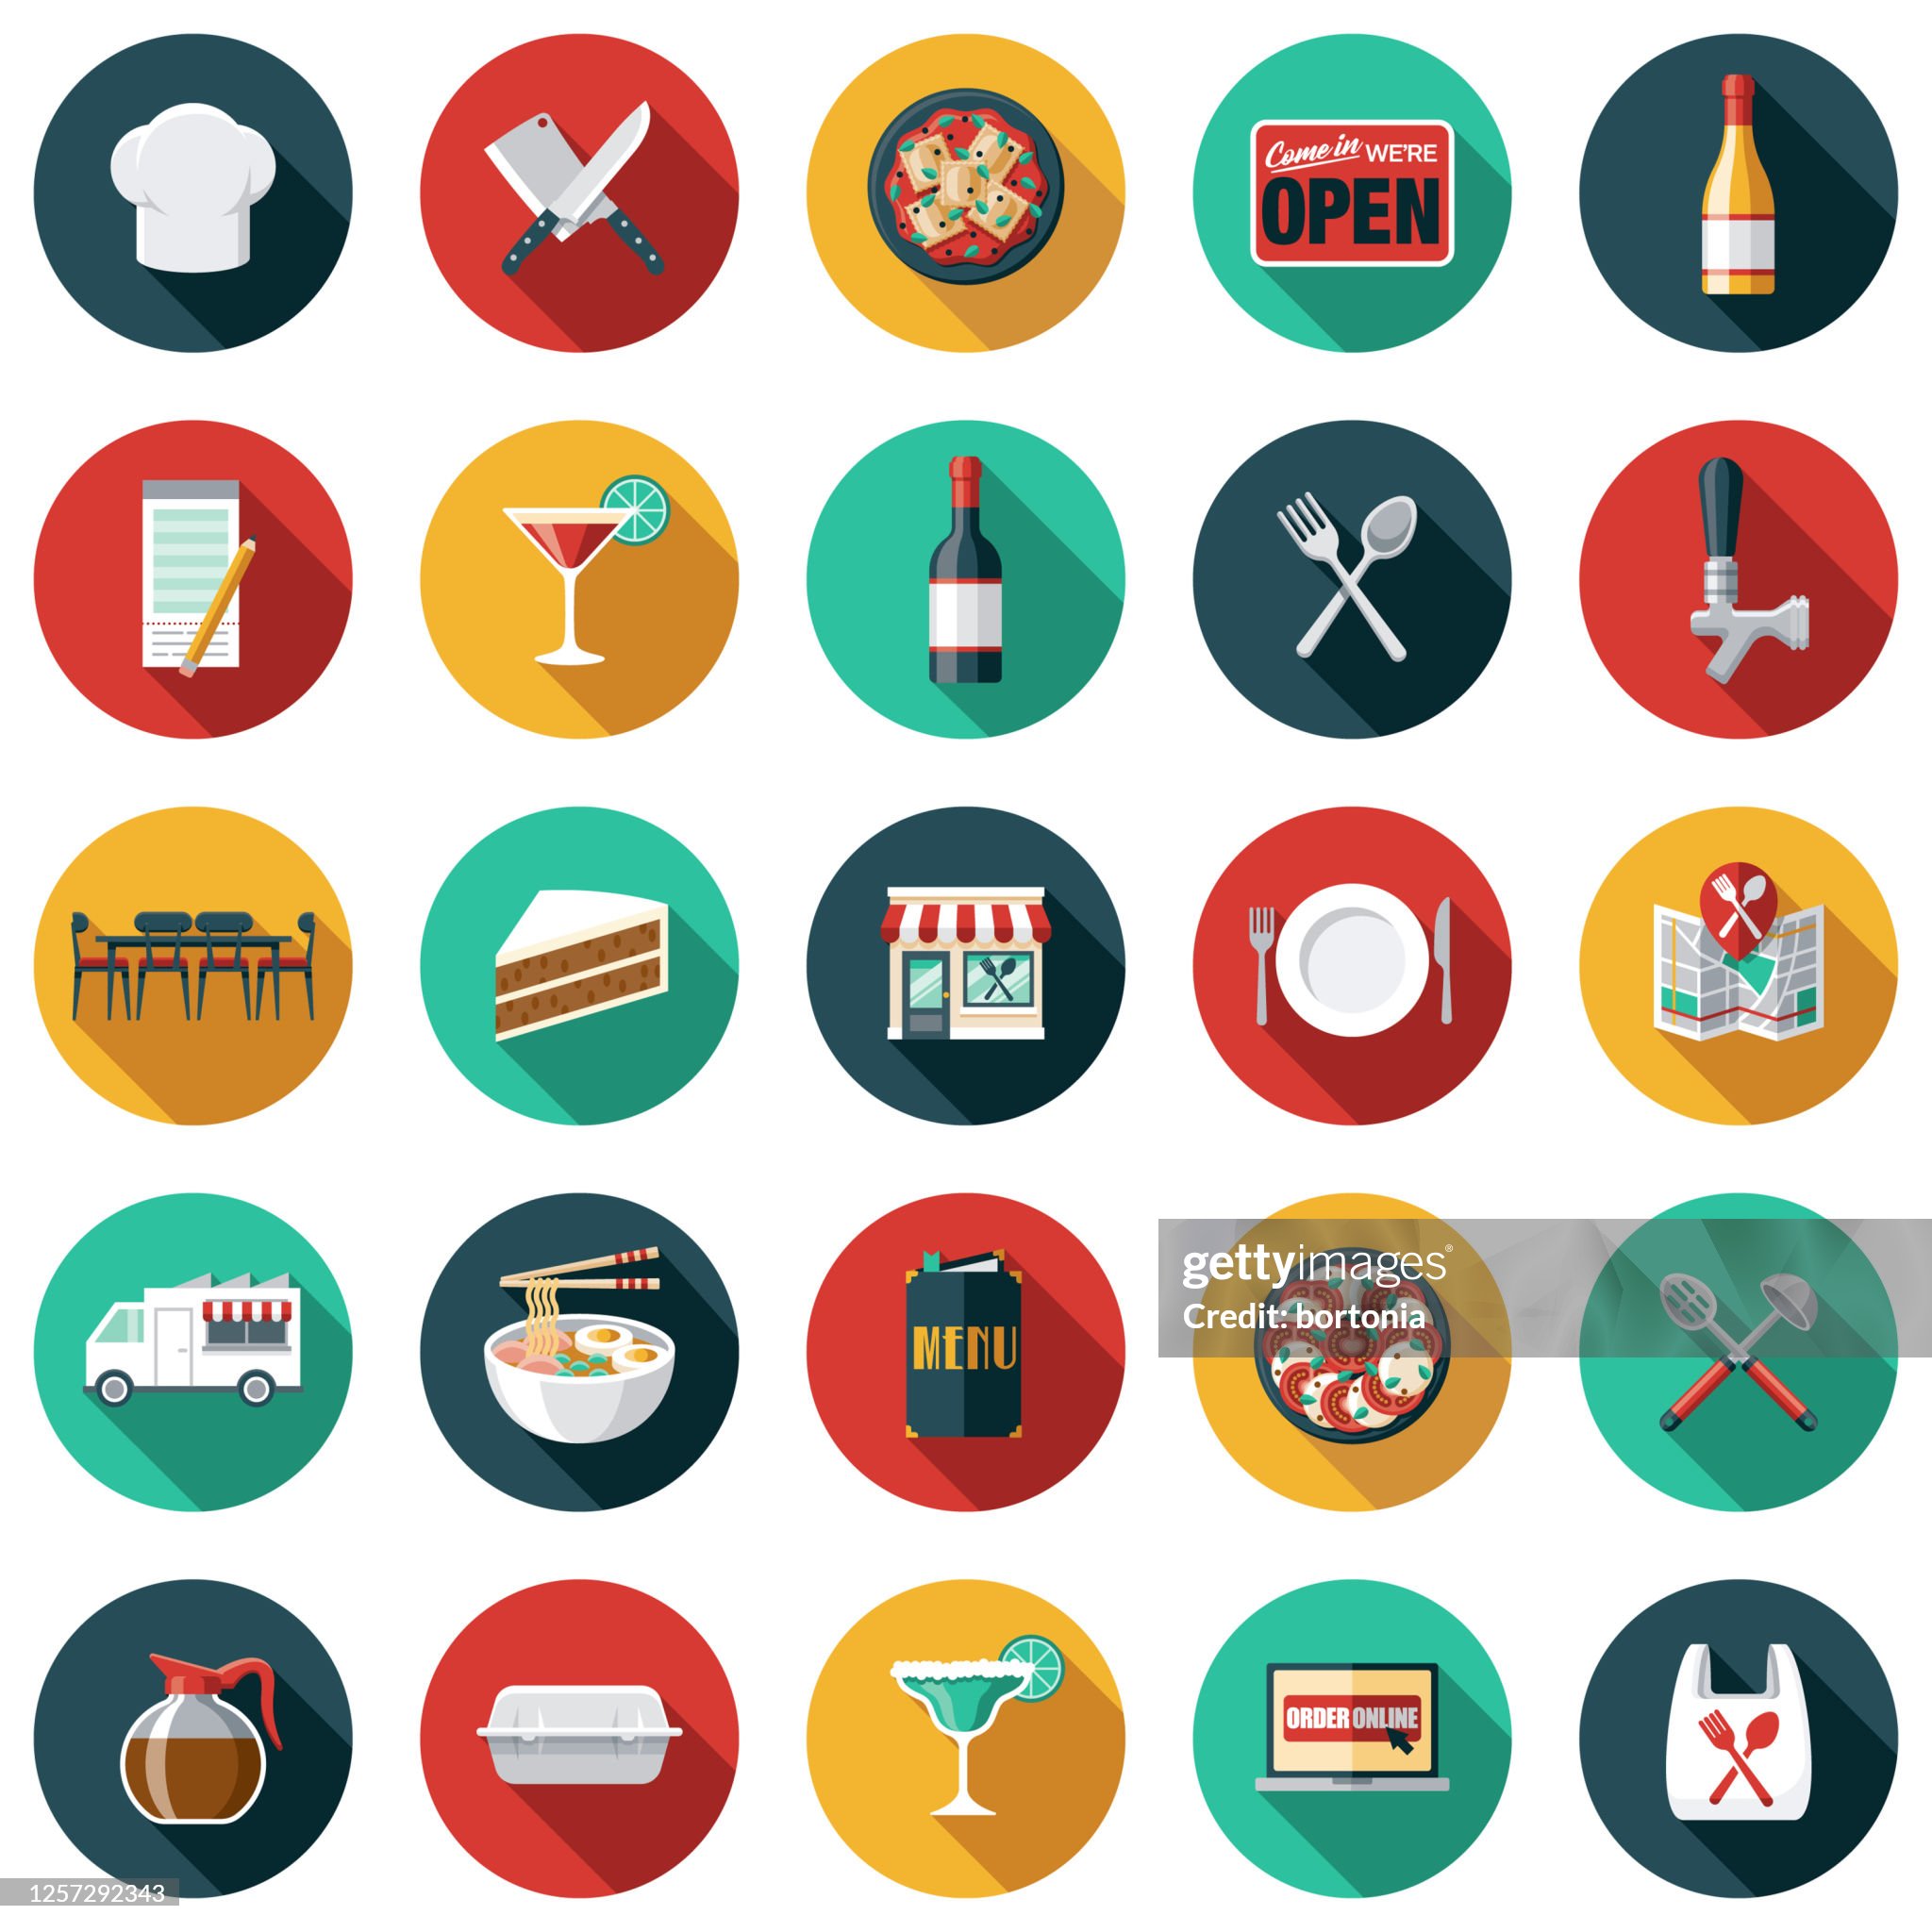 Come in WE'RE
OPEN
gettyimages®
Credit: bortonia
MENU
ORDER ONLINE
1257292343